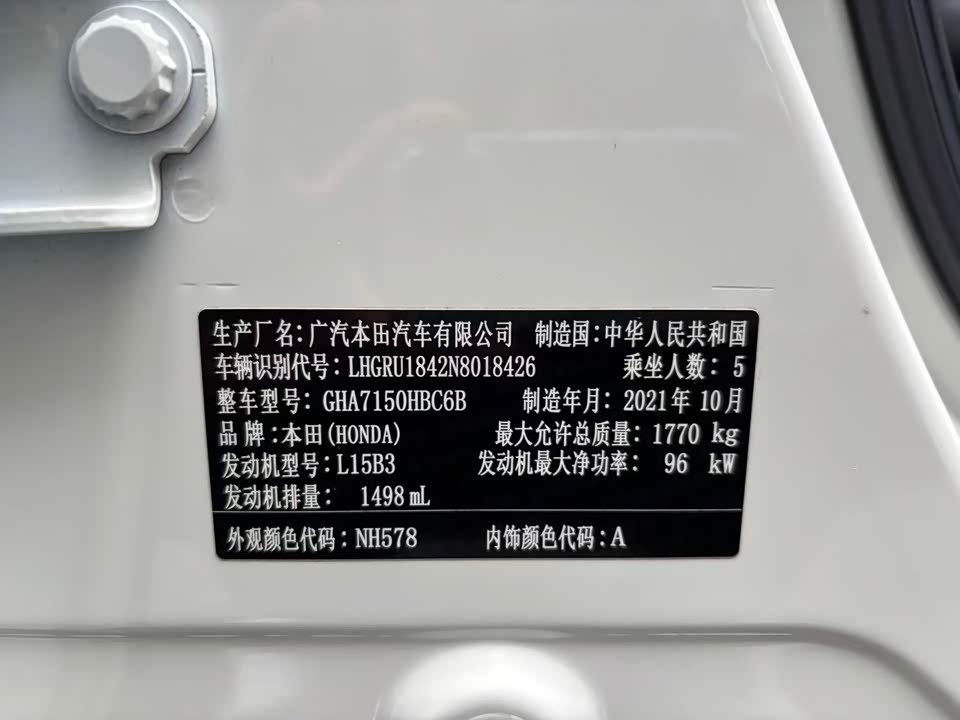 生产厂名:广汽本田汽车有限公司 制造国:中华人民共和国
车辆识别代号:LHGRU1842N8018426 乘坐人数:5
整车型号:GHA7150HBC6B 制造年月:2021年10月
品牌:本田(HONDA) 最大允许总质量:1770 kg
发动机型号:L15B3 发动机最大净功率:96 kW
发动机排量:1498 mL
外观颜色代码:NH578 内饰颜色代码:A